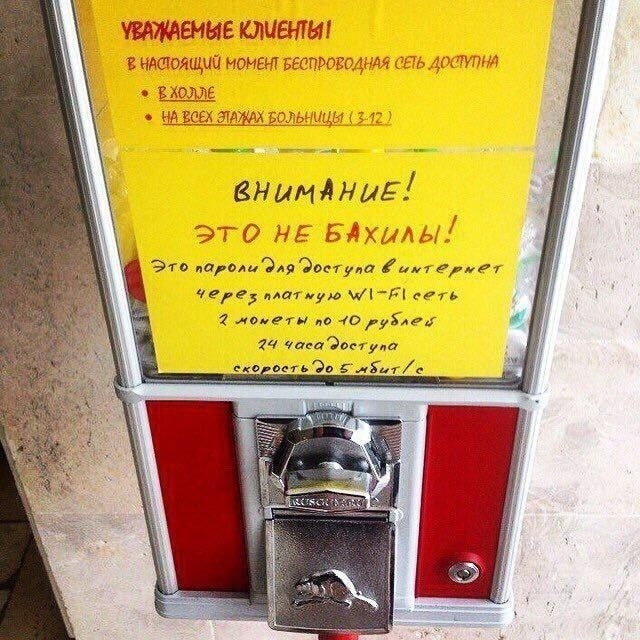 УВАЖАЕМЫЕ КЛИЕНТЫ!
В НАСТОЯЩИЙ МОМЕНТ БЕСПРОВОДНАЯ СЕТЬ ДОСТУПНА
• В ХОЛЛЕ
• НА ВСЕХ ЭТАЖАХ БОЛЬНИЦЫ (3-12)
ВНИМАНИЕ!
ЭТО НЕ БАХИЛЫ!
Это пароли для доступа в интернет
через платную WI-FI сеть
2 монеты по 10 рублей
24 часа доступа
скорость до 5 мбит/с